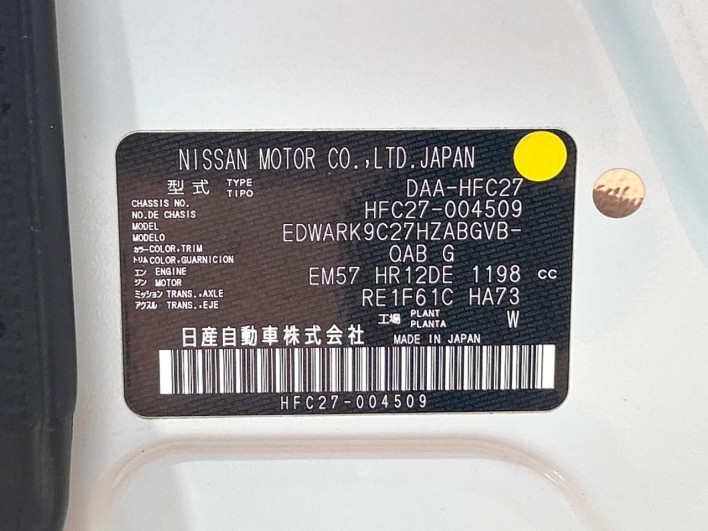 NISSAN MOTOR CO.,LTD.JAPAN
型式 TYPE TIPO DAA-HFC27
CHASSIS NO. NO.DE CHASIS HFC27-004509
MODEL MODELO EDWARK9C27HZABGVB-
カラー COLOR,TRIM トリム COLOR,GUARNICION QAB G
エン ENGINE ジン MOTOR EM57 HR12DE 1198 cc
ミッション TRANS.,AXLE アクスル TRANS.,EJE RE1F61C HA73
工場 PLANT PLANTA W
日産自動車株式会社 MADE IN JAPAN
HFC27-004509